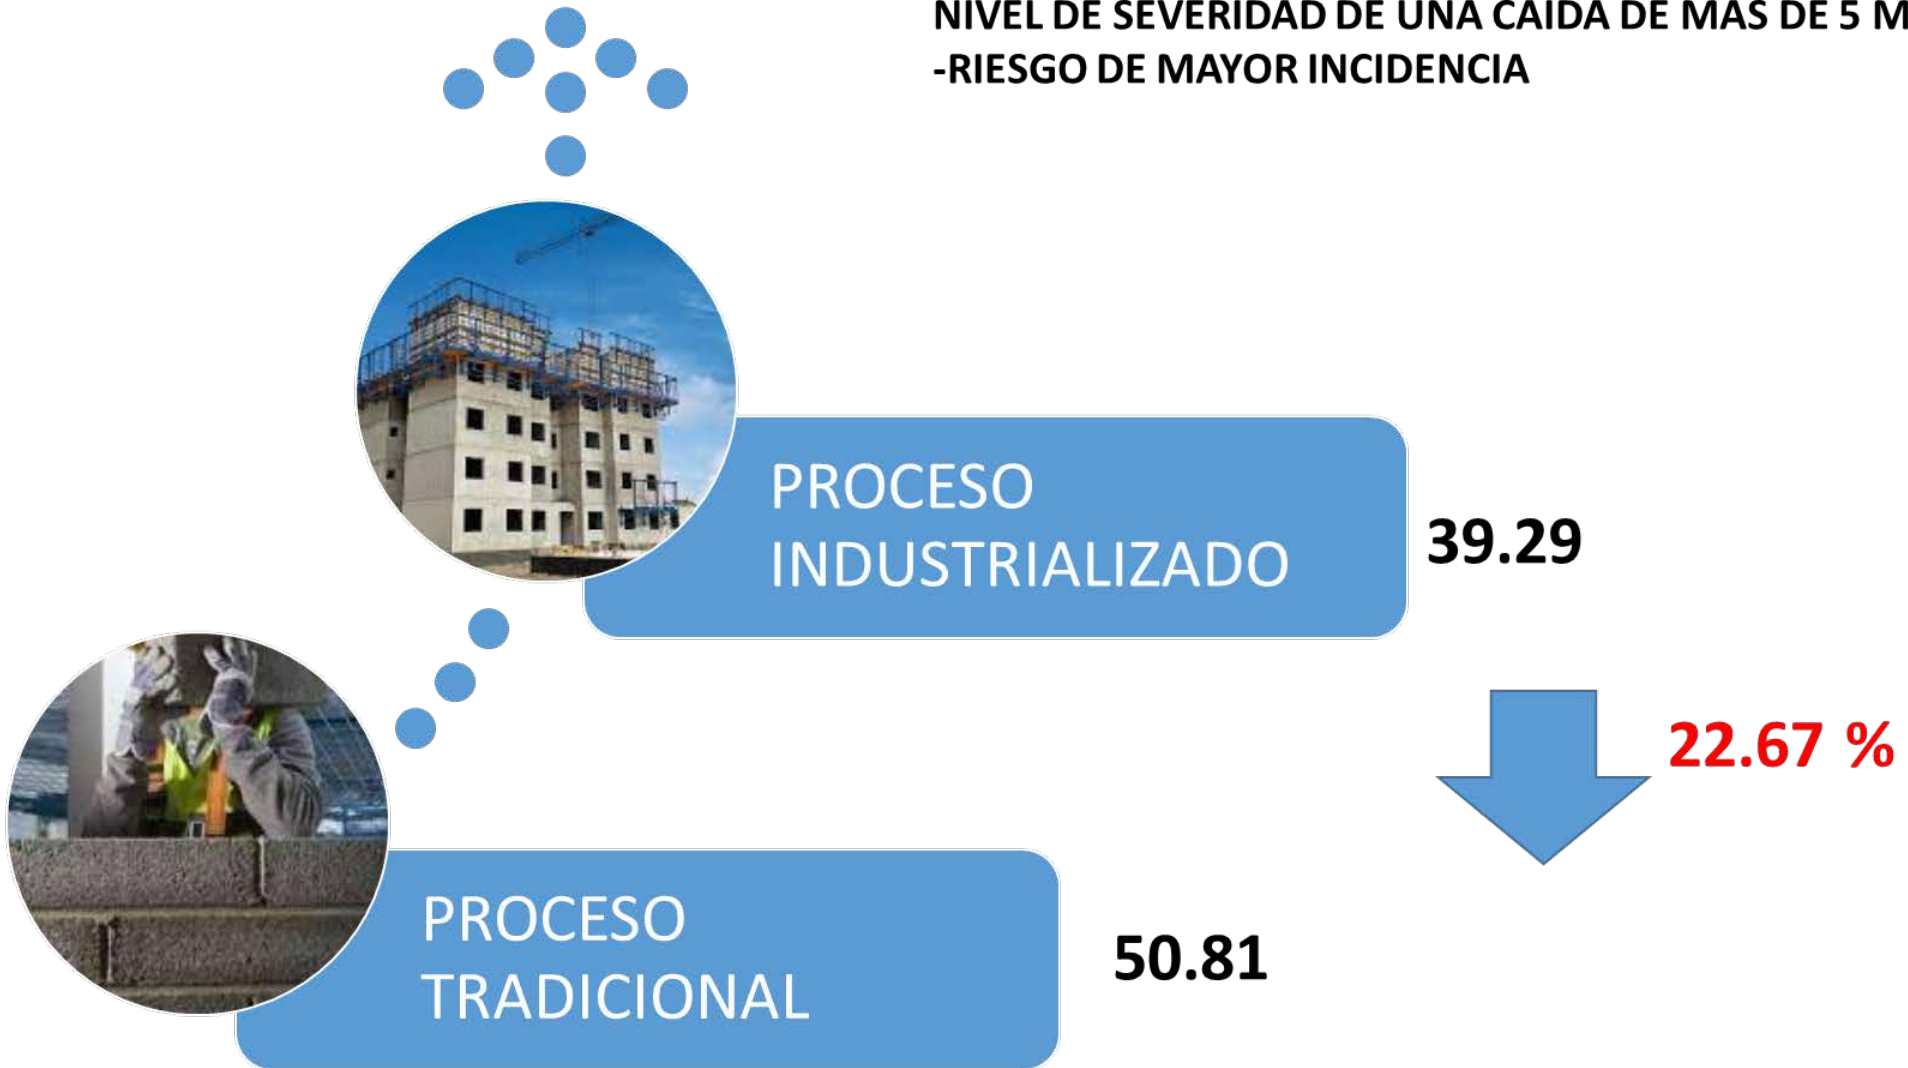 NIVEL DE SEVERIDAD DE UNA CAIDA DE MAS DE 5 M
-RIESGO DE MAYOR INCIDENCIA
PROCESO
INDUSTRIALIZADO
39.29
22.67 %
PROCESO
TRADICIONAL
50.81